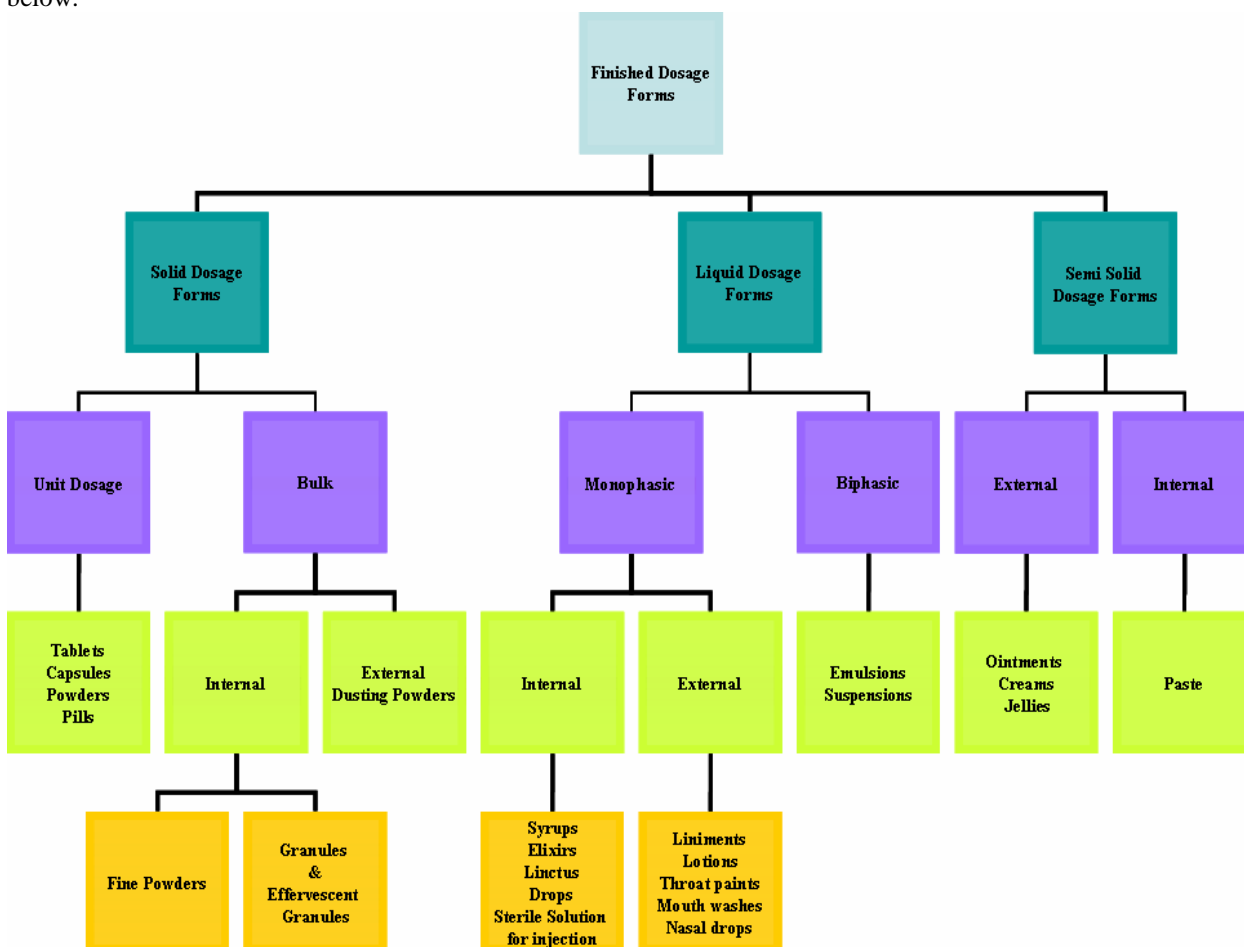 below.
Finished Dosage
Forms
Solid Dosage
Forms
Liquid Dosage
Forms
Semi Solid
Dosage Forms
Unit Dosage
Bulk
Monophasic
Biphasic
External
Internal
Tablets
Capsules
Powders
Pills
Internal
External
Dusting Powders
Internal
External
Emulsions
Suspensions
Ointments
Creams
Jellies
Paste
Fine Powders
Granules
&
Effervescent
Granules
Syrups
Elixirs
Linctus
Drops
Sterile Solution
for injection
Liniments
Lotions
Throat paints
Mouth washes
Nasal drops